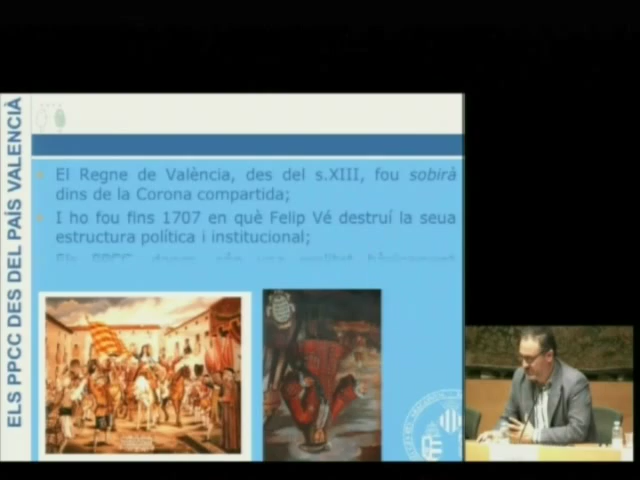 ELS PPCC DES DEL PAÍS VALENCIÀ
El Regne de València, des del s.XIII, fou sobirà
dins de la Corona compartida;
I ho fou fins 1707 en què Felip Vé destruí la seua
estructura política i institucional;